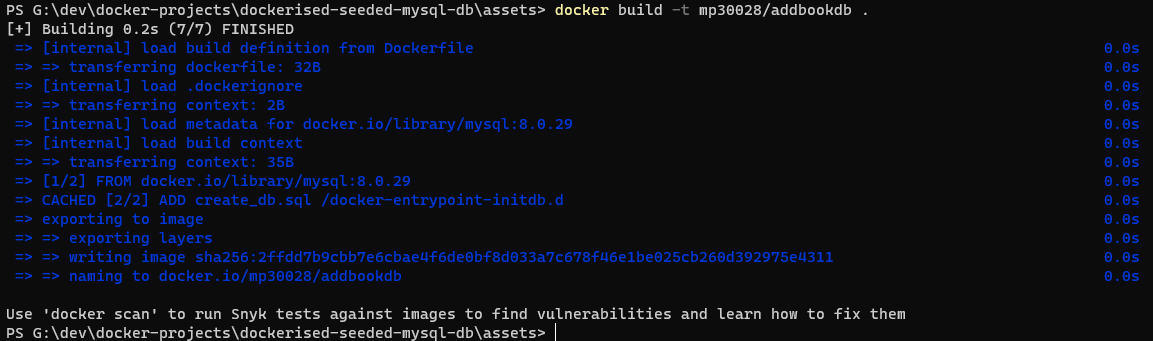 PS G:\dev\docker-projects\dockerised-seeded-mysql-db\assets> docker build -t mp30028/addbookdb .
[+] Building 0.2s (7/7) FINISHED
=> [internal] load build definition from Dockerfile 0.0s
=> => transferring dockerfile: 32B 0.0s
=> [internal] load .dockerignore 0.0s
=> => transferring context: 2B 0.0s
=> [internal] load metadata for docker.io/library/mysql:8.0.29 0.0s
=> [internal] load build context 0.0s
=> => transferring context: 35B 0.0s
=> [1/2] FROM docker.io/library/mysql:8.0.29 0.0s
=> CACHED [2/2] ADD create_db.sql /docker-entrypoint-initdb.d 0.0s
=> exporting to image 0.0s
=> => exporting layers 0.0s
=> => writing image sha256:2ffdd7b9cbb7e6cbae4f6de0bf8d033a7c678f46e1be025cb260d392975e4311 0.0s
=> => naming to docker.io/mp30028/addbookdb 0.0s
Use 'docker scan' to run Snyk tests against images to find vulnerabilities and learn how to fix them
PS G:\dev\docker-projects\dockerised-seeded-mysql-db\assets>